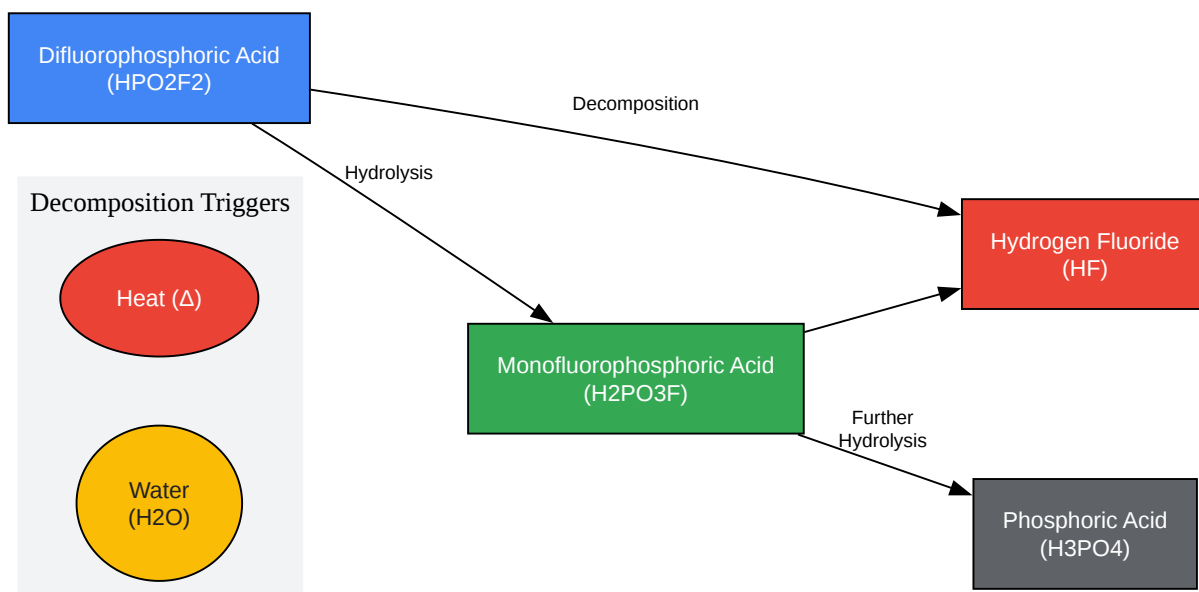 Difluorophosphoric Acid
(HPO2F2)
Decomposition
Hydrolysis
Decomposition Triggers
Heat (Δ)
Water
(H2O)
Hydrogen Fluoride
(HF)
Monofluorophosphoric Acid
(H2PO3F)
Further
Hydrolysis
Phosphoric Acid
(H3PO4)